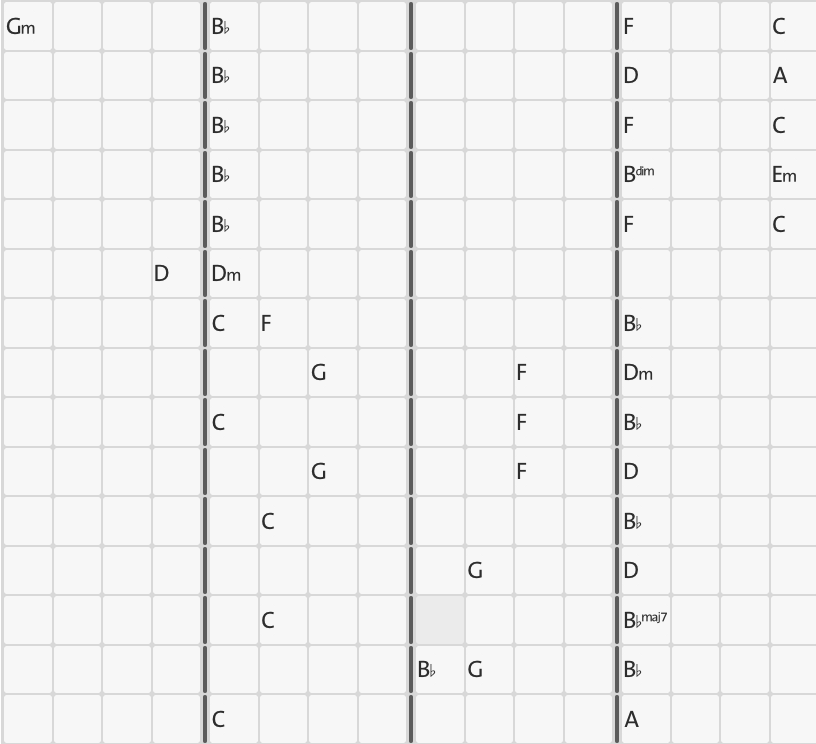 Gm B♭ F C
B♭ D A
B♭ F C
B♭ Bdim Em
B♭ F C
D Dm
C F B♭
G F Dm
C F B♭
G F D
C B♭
G D
C B♭maj7
B♭ G B♭
C A